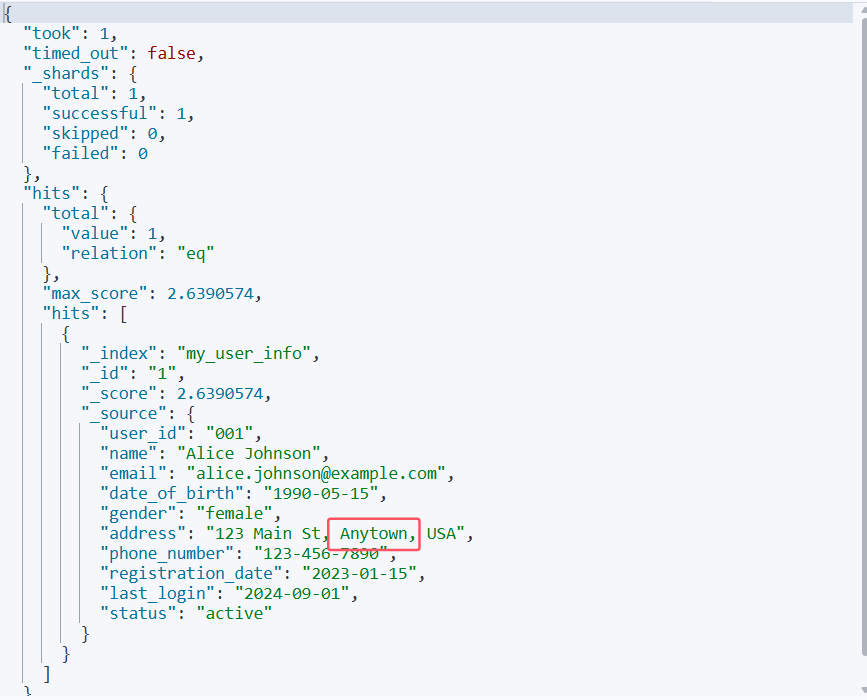 {
  "took": 1,
  "timed_out": false,
  "_shards": {
    "total": 1,
    "successful": 1,
    "skipped": 0,
    "failed": 0
  },
  "hits": {
    "total": {
      "value": 1,
      "relation": "eq"
    },
    "max_score": 2.6390574,
    "hits": [
      {
        "_index": "my_user_info",
        "_id": "1",
        "_score": 2.6390574,
        "_source": {
          "user_id": "001",
          "name": "Alice Johnson",
          "email": "alice.johnson@example.com",
          "date_of_birth": "1990-05-15",
          "gender": "female",
          "address": "123 Main St, Anytown, USA",
          "phone_number": "123-456-7890",
          "registration_date": "2023-01-15",
          "last_login": "2024-09-01",
          "status": "active"
        }
      }
    ]
  }